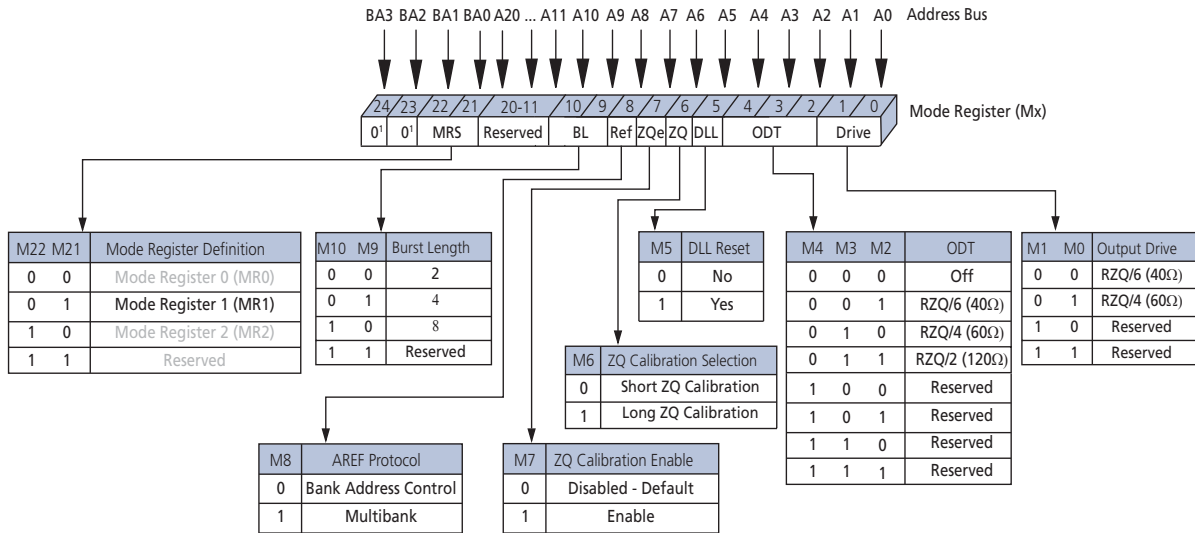 BA3 BA2 BA1 BA0 A20 ... A11 A10 A9 A8 A7 A6 A5 A4 A3 A2 A1 A0 Address Bus
24 23 22 21 20-11 10 9 8 7 6 5 4 3 2 1 0 Mode Register (Mx)
0¹ 0¹ MRS Reserved BL Ref ZQe ZQ DLL ODT Drive
M22 M21 Mode Register Definition
0 0 Mode Register 0 (MR0)
0 1 Mode Register 1 (MR1)
1 0 Mode Register 2 (MR2)
1 1 Reserved
M10 M9 Burst Length
0 0 2
0 1 4
1 0 8
1 1 Reserved
M5 DLL Reset
0 No
1 Yes
M4 M3 M2 ODT
0 0 0 Off
0 0 1 RZQ/6 (40Ω)
0 1 0 RZQ/4 (60Ω)
0 1 1 RZQ/2 (120Ω)
1 0 0 Reserved
1 0 1 Reserved
1 1 0 Reserved
1 1 1 Reserved
M1 M0 Output Drive
0 0 RZQ/6 (40Ω)
0 1 RZQ/4 (60Ω)
1 0 Reserved
1 1 Reserved
M6 ZQ Calibration Selection
0 Short ZQ Calibration
1 Long ZQ Calibration
M8 AREF Protocol
0 Bank Address Control
1 Multibank
M7 ZQ Calibration Enable
0 Disabled - Default
1 Enable